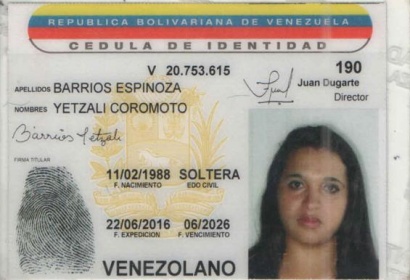 REPUBLICA BOLIVARIANA DE VENEZUELA
CEDULA DE IDENTIDAD
V 20.753.615
190
APELLIDOS BARRIOS ESPINOZA
Juan Dugarte
Director
NOMBRES YETZALI COROMOTO
Barrios Yetzali
FIRMA TITULAR
11/02/1988 SOLTERA
F. NACIMIENTO EDO CIVIL
22/06/2016 06/2026
F. EXPEDICION F. VENCIMIENTO
VENEZOLANO